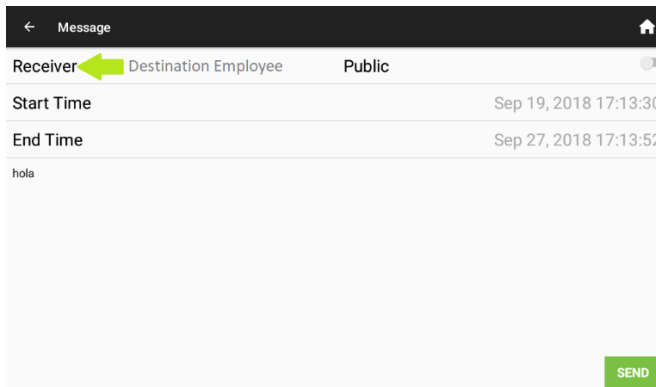 Message
Receiver Destination Employee Public
Start Time Sep 19, 2018 17:13:30
End Time Sep 27, 2018 17:13:52
hola
SEND